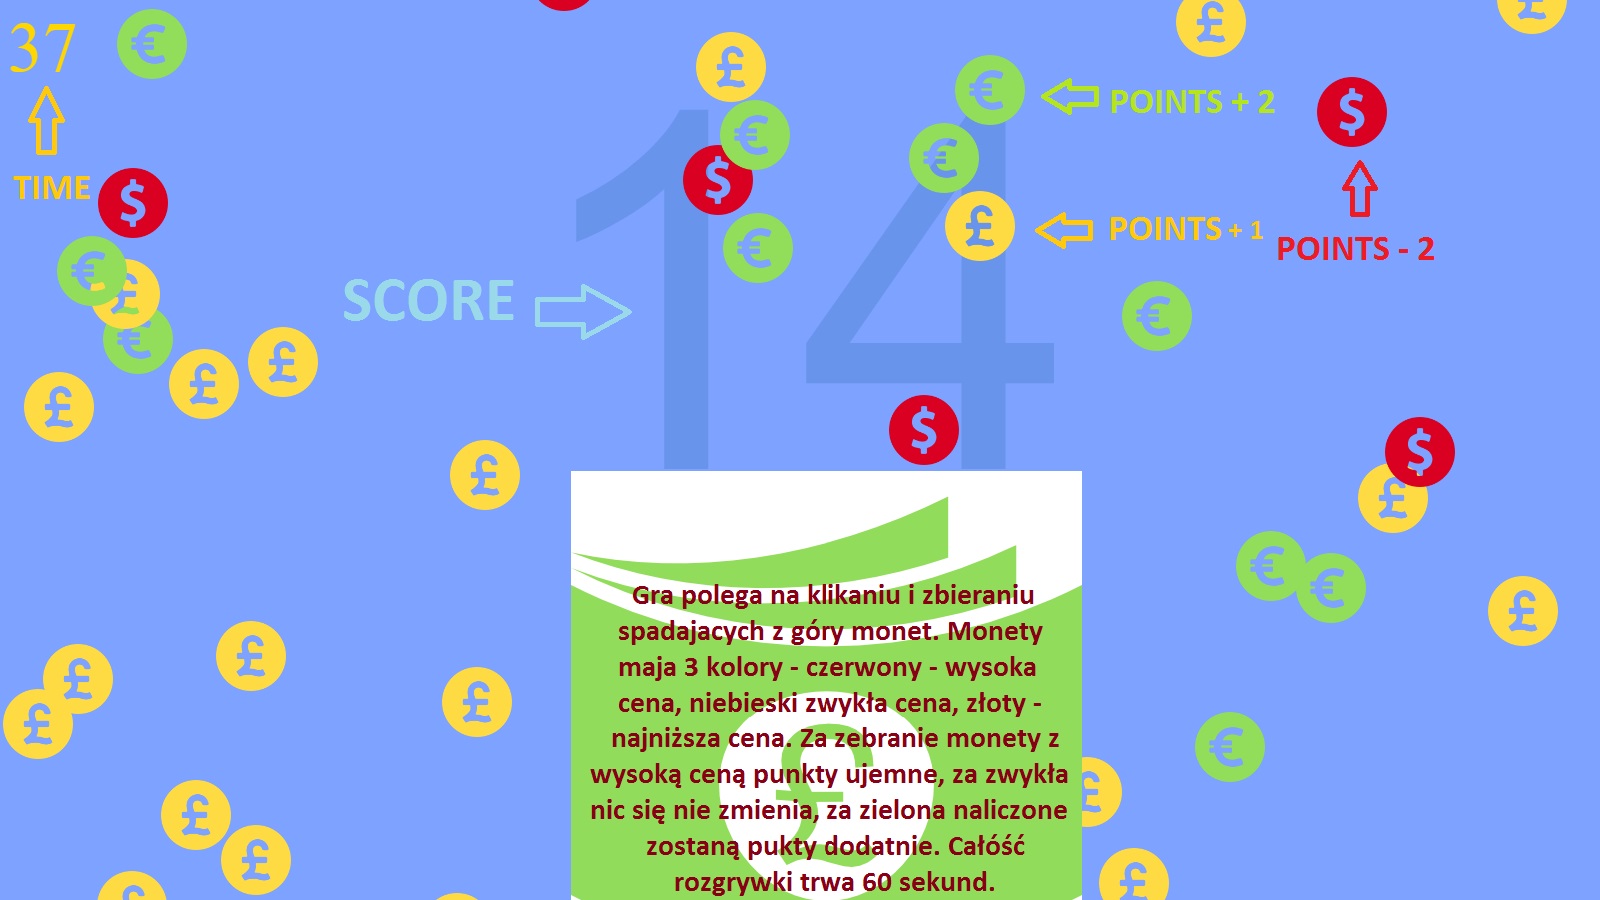 37
TIME
14
SCORE
POINTS + 2
POINTS + 1
POINTS - 2
Gra polega na klikaniu i zbieraniu
spadajacych z góry monet. Monety
maja 3 kolory - czerwony - wysoka
cena, niebieski zwykła cena, złoty -
najniższa cena. Za zebranie monety z
wysoką ceną punkty ujemne, za zwykła
nic się nie zmienia, za zielona naliczone
zostaną pukty dodatnie. Całóść
rozgrywki trwa 60 sekund.